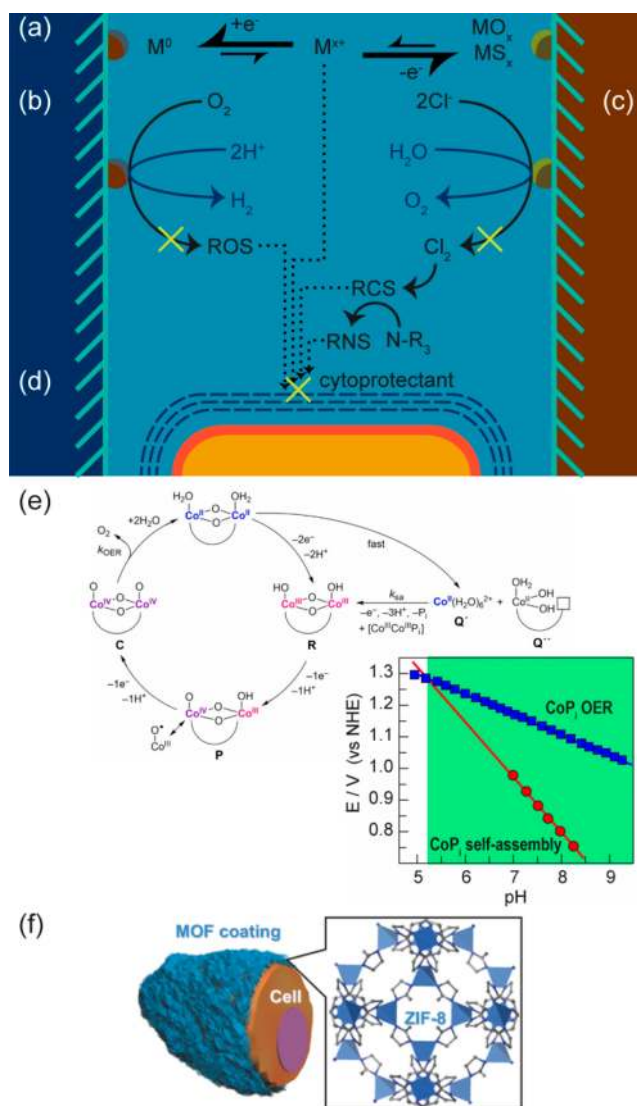 (a)
M⁰
+e⁻
Mˣ⁺
-e⁻
MOₓ
MSₓ
(b)
O₂
2Cl⁻
(c)
2H⁺
H₂O
H₂
O₂
ROS
Cl₂
RCS
RNS
N-R₃
(d)
cytoprotectant
(e)
H₂O
OH₂
Coᴵᴵ
O
O
Coᴵᴵ
O₂
+2H₂O
k_OER
–2e⁻
–2H⁺
fast
O
O
Coᴵⱽ
O
O
Coᴵⱽ
C
HO
OH
Coᴵᴵᴵ
O
O
Coᴵᴵᴵ
R
k_sa
–e⁻, –3H⁺, –Pᵢ
+ [CoᴵᴵᴵCoᴵᴵᴵPᵢ]
Coᴵᴵ(H₂O)₆²⁺
+
Q´
OH₂
Coᴵᴵ
OH
OH
Q´´
–1e⁻
–1H⁺
–1e⁻
–1H⁺
O
OH
Coᴵⱽ
O
O
Coᴵᴵᴵ
P
O•
Coᴵᴵᴵ
E / V (vs NHE)
1.3
1.2
1.1
1.0
0.9
0.8
CoPᵢ OER
CoPᵢ self-assembly
5 6 7 8 9
pH
(f)
MOF coating
Cell
ZIF-8